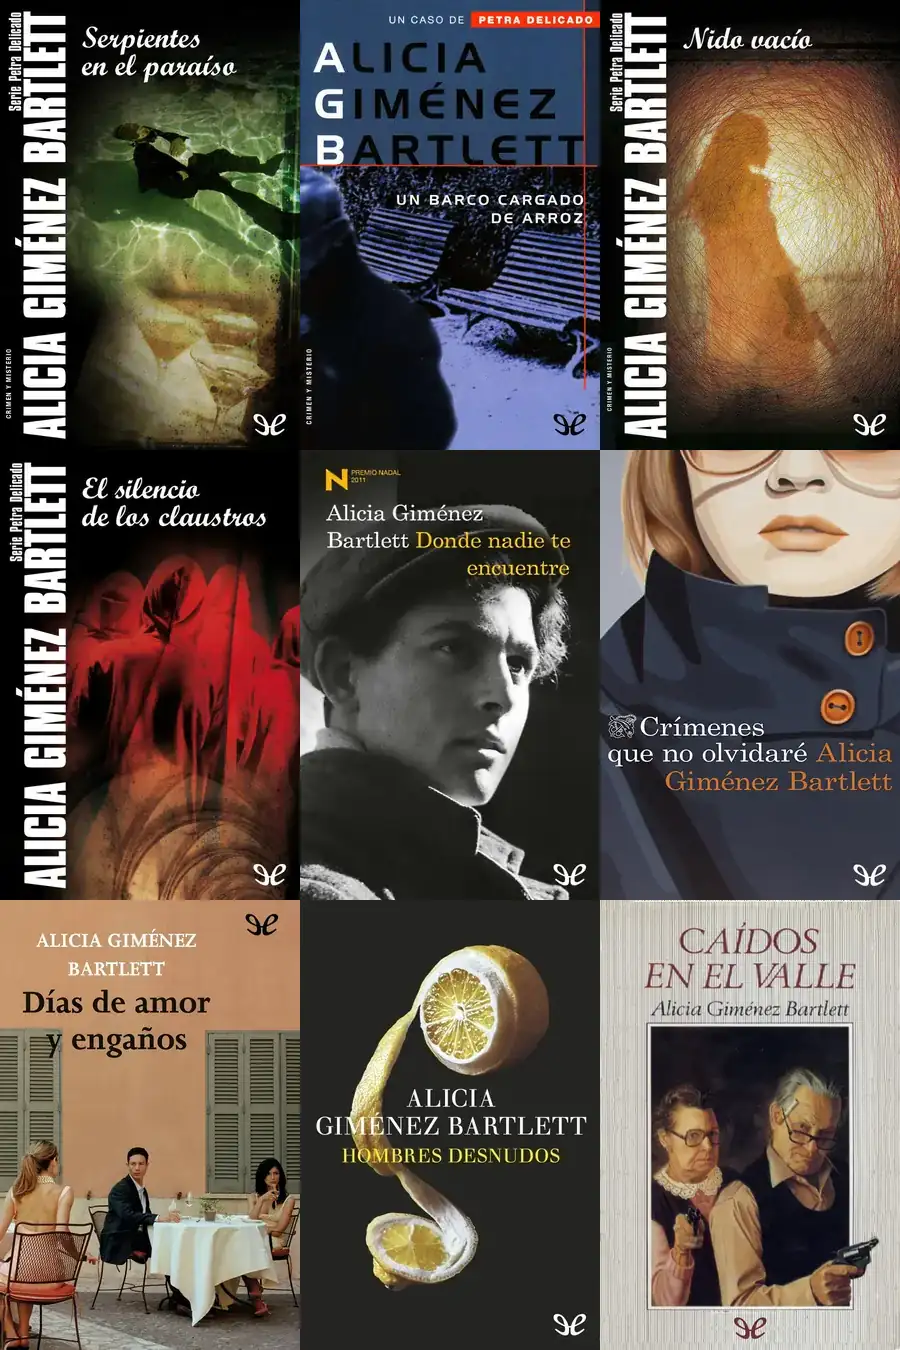 Serie Petra Delicado
ALICIA GIMÉNEZ BARTLETT
CRIMEN Y MISTERIO
Serpientes
en el paraíso
UN CASO DE PETRA DELICADO
ALICIA
GIMÉNEZ
BARTLETT
UN BARCO CARGADO
DE ARROZ
CRIMEN Y MISTERIO
Serie Petra Delicado
ALICIA GIMÉNEZ BARTLETT
CRIMEN Y MISTERIO
Nido vacío
Serie Petra Delicado
ALICIA GIMÉNEZ BARTLETT
El silencio
de los claustros
N PREMIO NADAL
2011
Alicia Giménez
Bartlett Donde nadie te
encuentre
Crímenes
que no olvidaré Alicia
Giménez Bartlett
ALICIA GIMÉNEZ
BARTLETT
Días de amor
y engaños
ALICIA
GIMÉNEZ BARTLETT
HOMBRES DESNUDOS
CAÍDOS
EN EL VALLE
Alicia Giménez Bartlett